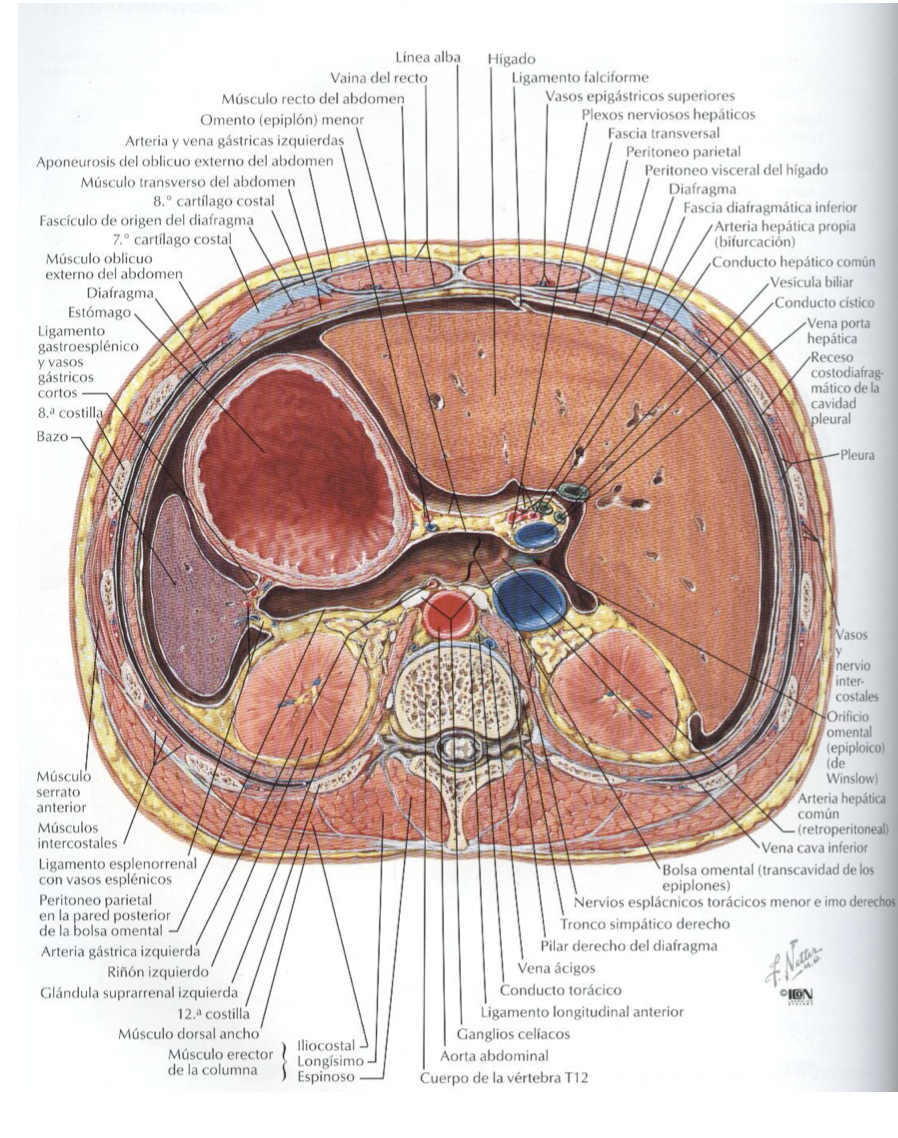 Línea alba
Hígado
Vaina del recto
Ligamento falciforme
Músculo recto del abdomen
Vasos epigástricos superiores
Omento (epiplón) menor
Plexos nerviosos hepáticos
Arteria y vena gástricas izquierdas
Fascia transversal
Aponeurosis del oblicuo externo del abdomen
Peritoneo parietal
Músculo transverso del abdomen
Peritoneo visceral del hígado
8.° cartílago costal
Diafragma
Fascículo de origen del diafragma
Fascia diafragmática inferior
7.° cartílago costal
Arteria hepática propia
(bifurcación)
Músculo oblicuo
externo del abdomen
Conducto hepático común
Diafragma
Vesícula biliar
Estómago
Conducto cístico
Ligamento
gastroesplénico
y vasos
gástricos
cortos
Vena porta
hepática
8.ª costilla
Receso
costodiafrag-
mático de la
cavidad
pleural
Bazo
Pleura
Vasos
y
nervio
inter-
costales
Orificio
omental
(epiploico)
(de
Winslow)
Músculo
serrato
anterior
Arteria hepática
común
(retroperitoneal)
Músculos
intercostales
Vena cava inferior
Ligamento esplenorrenal
con vasos esplénicos
Bolsa omental (transcavidad de los
epiplones)
Peritoneo parietal
en la pared posterior
de la bolsa omental
Nervios esplácnicos torácicos menor e imo derechos
Tronco simpático derecho
Arteria gástrica izquierda
Pilar derecho del diafragma
Riñón izquierdo
Vena ácigos
Glándula suprarrenal izquierda
Conducto torácico
12.ª costilla
Ligamento longitudinal anterior
Músculo dorsal ancho
Ganglios celíacos
Músculo erector
de la columna
Iliocostal
Longísimo
Espinoso
Aorta abdominal
Cuerpo de la vértebra T12
F. Netter
M.D.
©ICON